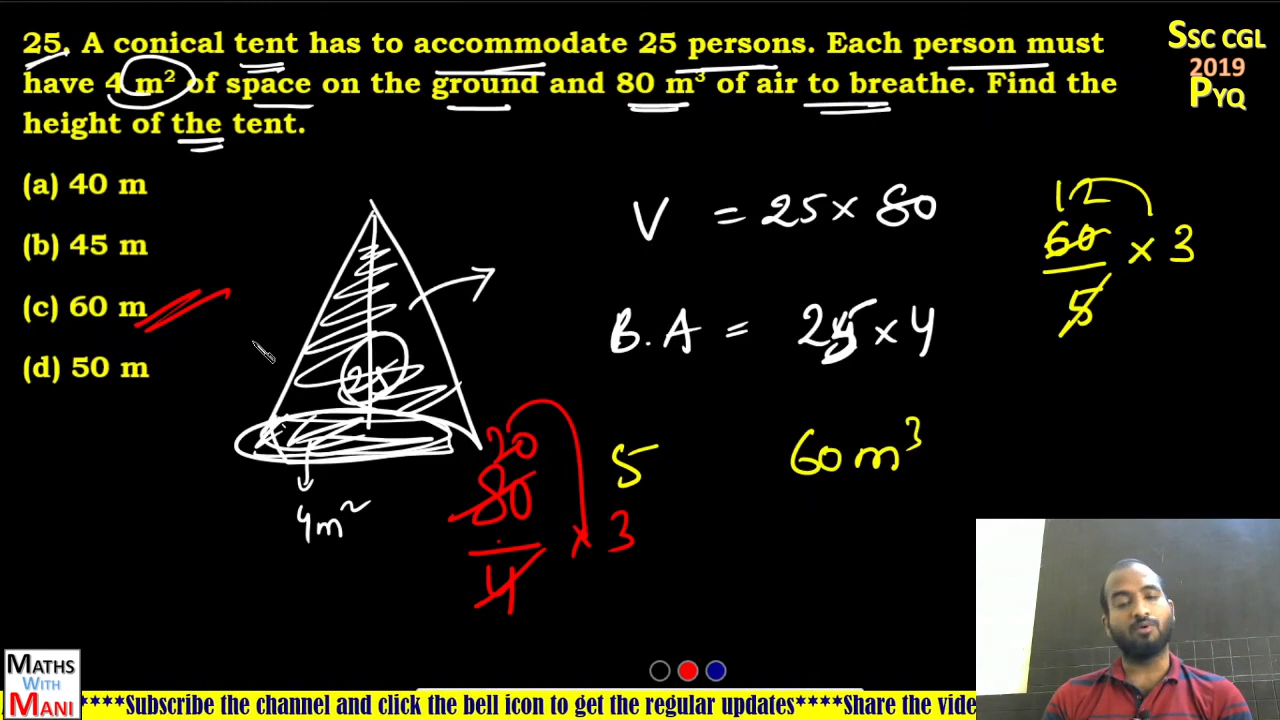 25. A conical tent has to accommodate 25 persons. Each person must
have 4 m² of space on the ground and 80 m³ of air to breathe. Find the
height of the tent.
SSC CGL
2019
PYQ
(a) 40 m
(b) 45 m
(c) 60 m
(d) 50 m
V = 25 × 80
B.A = 25 × 4
5 60 m³
12
60
5
× 3
25
4m²
20
80
4
× 3
MATHS
WITH
MANI
****Subscribe the channel and click the bell icon to get the regular updates****Share the vide